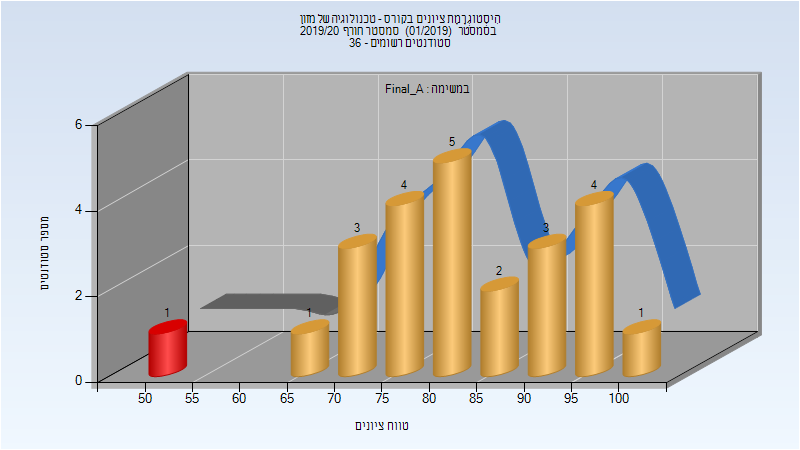 היסטוגרמת ציונים בקורס - טכנולוגיה של מזון
בסמסטר (01/2019) סמסטר חורף 2019/20
סטודנטים רשומים - 36
במשימה : Final_A
מספר סטודנטים
6
4
2
0
1
1
3
4
5
2
3
4
1
50 55 60 65 70 75 80 85 90 95 100
טווח ציונים